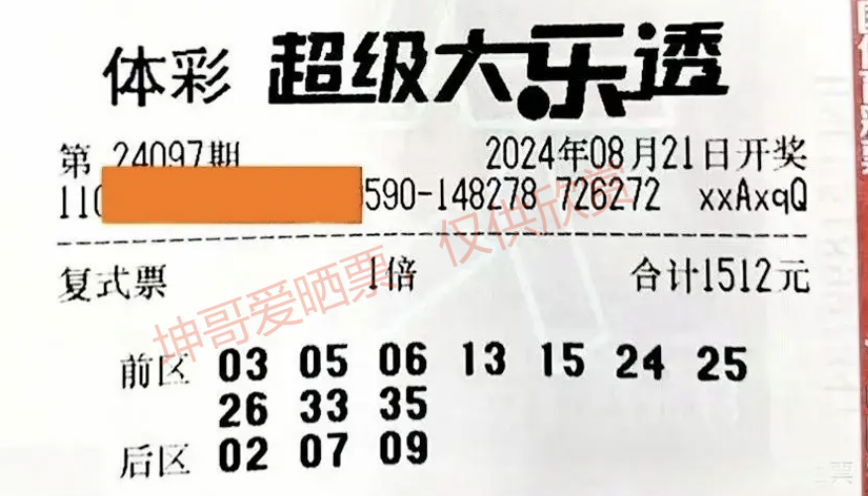 体彩 超级大乐透
第 24097期 2024年08月21日开奖
110 590-148278 726272 xxAxqQ
复式票 1倍 合计1512元
坤哥爱晒票 仅供欣赏
前区 03 05 06 13 15 24 25
26 33 35
后区 02 07 09